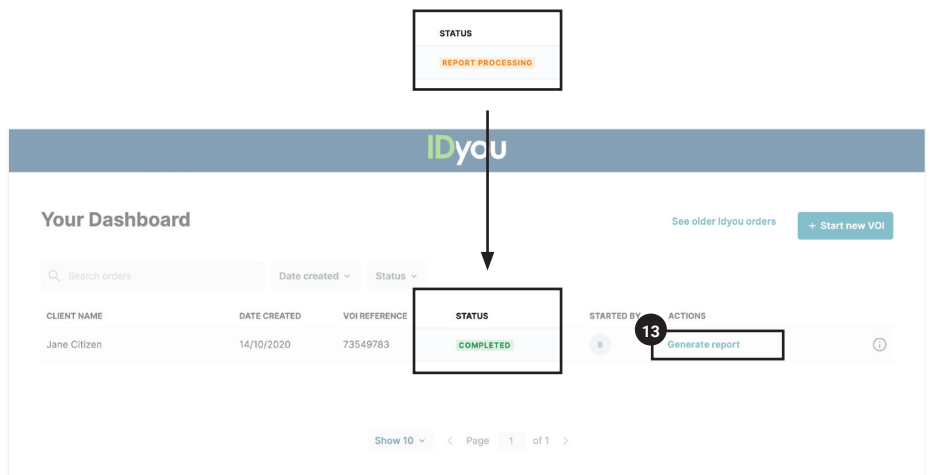 STATUS
REPORT PROCESSING
IDyou
Your Dashboard
See older Idyou orders
+ Start new VOI
Search orders
Date created
Status
CLIENT NAME DATE CREATED VOI REFERENCE STATUS STARTED BY ACTIONS
13
Jane Citizen 14/10/2020 73549783 COMPLETED B Generate report
Show 10 < Page 1 of 1 >